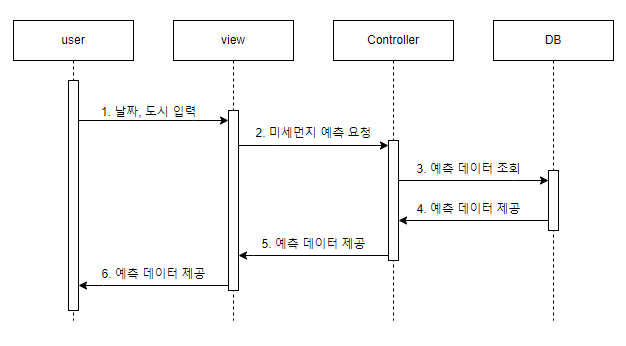 user
view
Controller
DB
1. 날짜, 도시 입력
2. 미세먼지 예측 요청
3. 예측 데이터 조회
4. 예측 데이터 제공
5. 예측 데이터 제공
6. 예측 데이터 제공